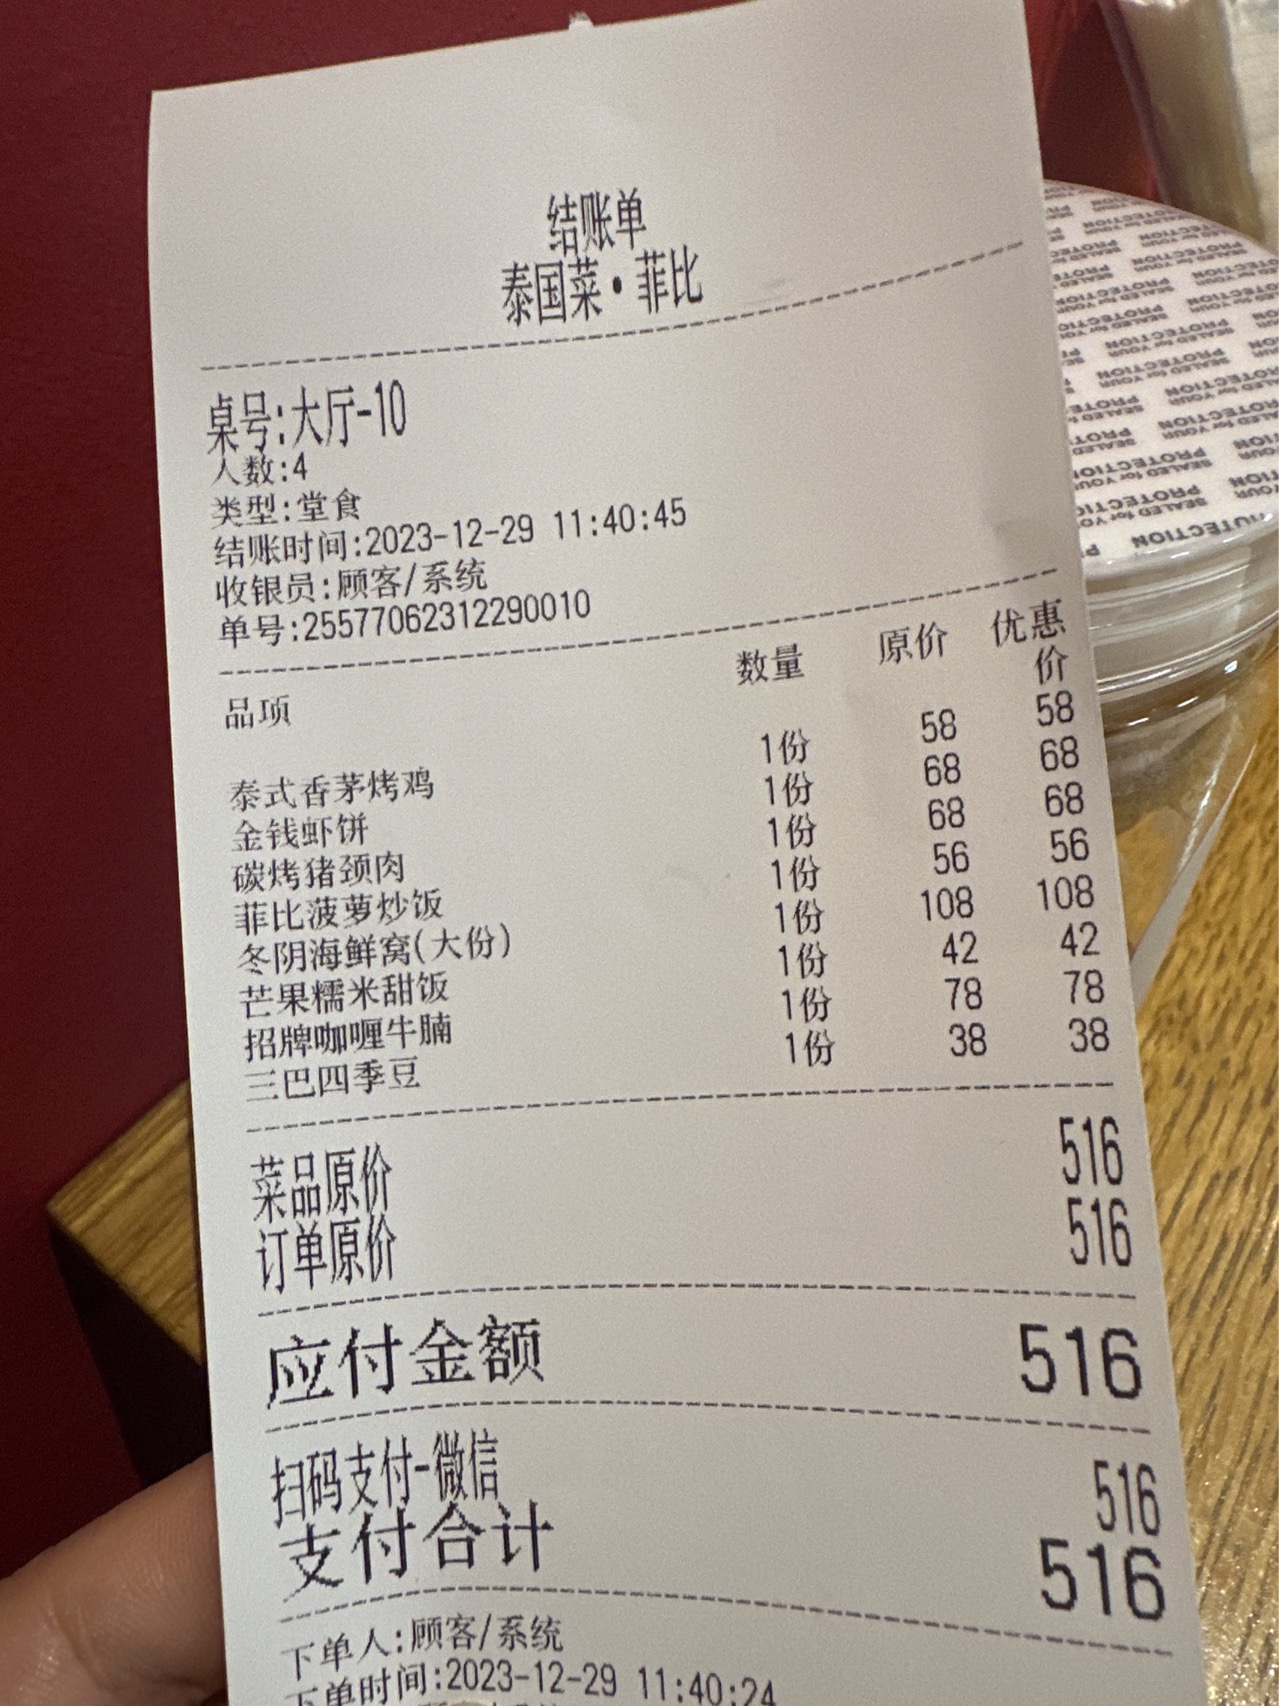 结账单
泰国菜·菲比
桌号:大厅-10
人数:4
类型:堂食
结账时间:2023-12-29 11:40:45
收银员:顾客/系统
单号:25577062312290010
品项 数量 原价 优惠价
泰式香茅烤鸡 1份 58 58
金钱虾饼 1份 68 68
碳烤猪颈肉 1份 68 68
菲比菠萝炒饭 1份 56 56
冬阴海鲜窝(大份) 1份 108 108
芒果糯米甜饭 1份 42 42
招牌咖喱牛腩 1份 78 78
三巴四季豆 1份 38 38
菜品原价 516
订单原价 516
应付金额 516
扫码支付-微信 516
支付合计 516
下单人:顾客/系统
下单时间:2023-12-29 11:40:24
SEALED for YOUR
PROTECTION